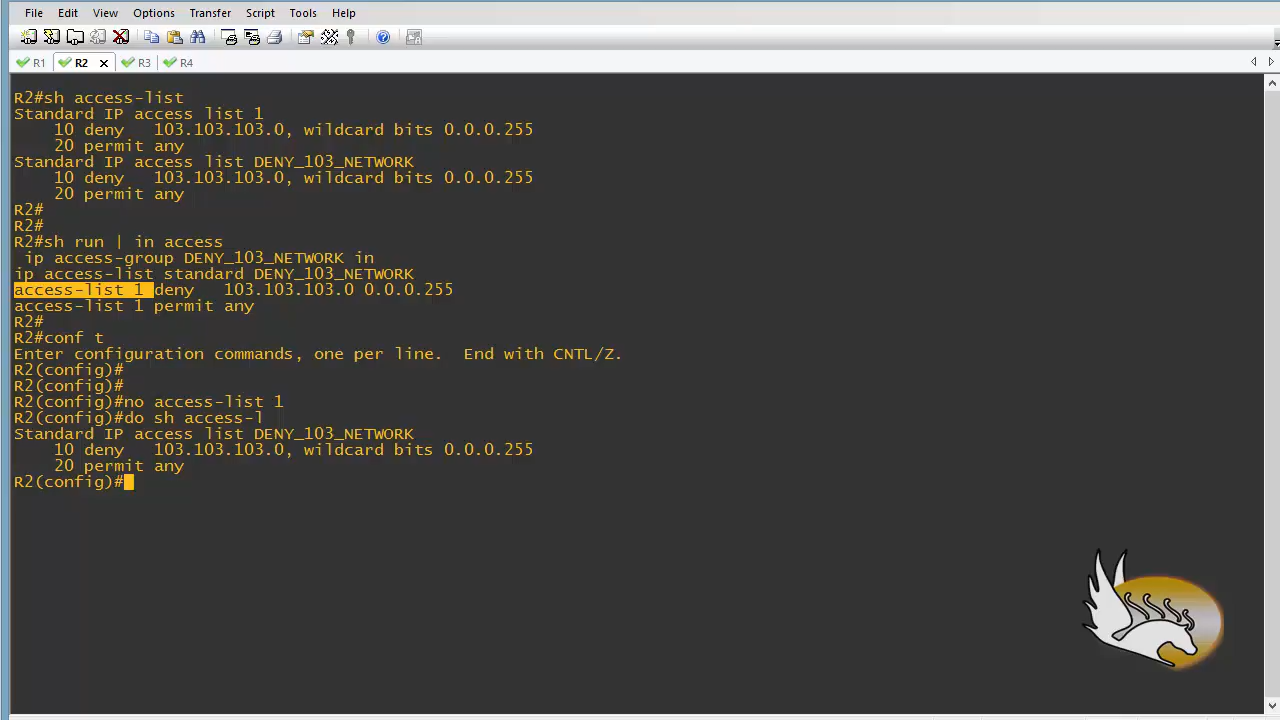 File Edit View Options Transfer Script Tools Help
R1 R2 R3 R4
R2#sh access-list
Standard IP access list 1
    10 deny   103.103.103.0, wildcard bits 0.0.0.255
    20 permit any
Standard IP access list DENY_103_NETWORK
    10 deny   103.103.103.0, wildcard bits 0.0.0.255
    20 permit any
R2#
R2#
R2#sh run | in access
 ip access-group DENY_103_NETWORK in
ip access-list standard DENY_103_NETWORK
access-list 1 deny   103.103.103.0 0.0.0.255
access-list 1 permit any
R2#
R2#conf t
Enter configuration commands, one per line.  End with CNTL/Z.
R2(config)#
R2(config)#
R2(config)#no access-list 1
R2(config)#do sh access-l
Standard IP access list DENY_103_NETWORK
    10 deny   103.103.103.0, wildcard bits 0.0.0.255
    20 permit any
R2(config)#